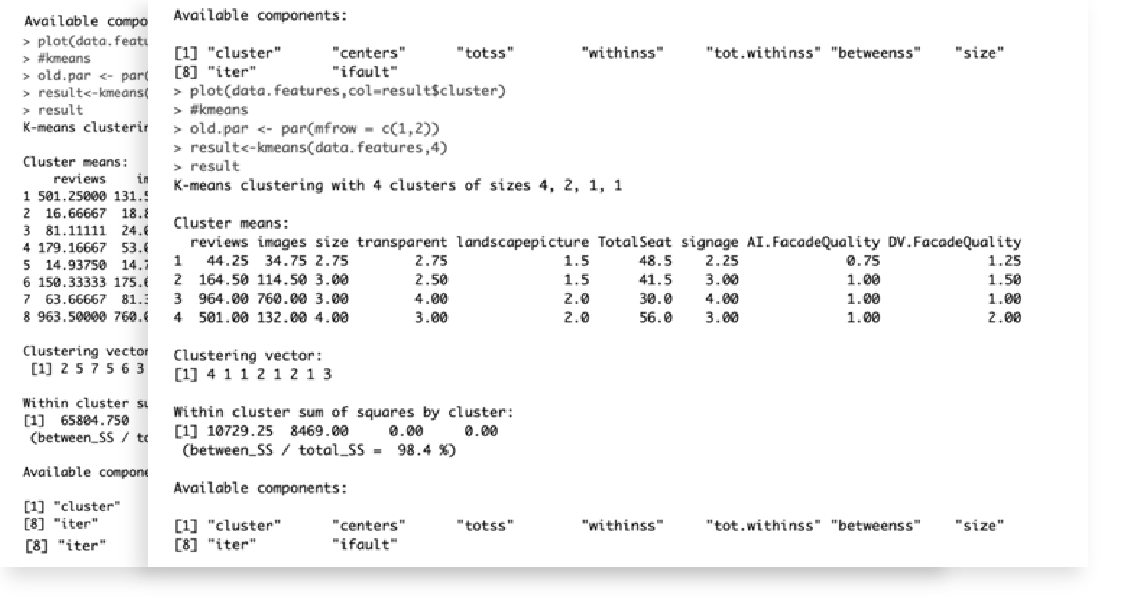 Available compo
> plot(data.featu
> #kmeans
> old.par <- par(
> result<-kmeans(
> result
K-means clusterin
Cluster means:
reviews im
1 501.25000 131.5
2 16.66667 18.8
3 81.11111 24.0
4 179.16667 53.0
5 14.93750 14.7
6 150.33333 175.6
7 63.66667 81.3
8 963.50000 760.0
Clustering vector
[1] 2 5 7 5 6 3
Within cluster su
[1] 65804.750
(between_SS / to
Available compone
[1] "cluster"
[8] "iter"
[8] "iter"
Available components:
[1] "cluster" "centers" "totss" "withinss" "tot.withinss" "betweenss" "size"
[8] "iter" "ifault"
> plot(data.features,col=result$cluster)
> #kmeans
> old.par <- par(mfrow = c(1,2))
> result<-kmeans(data.features,4)
> result
K-means clustering with 4 clusters of sizes 4, 2, 1, 1
Cluster means:
reviews images size transparent landscapepicture TotalSeat signage AI.FacadeQuality DV.FacadeQuality
1 44.25 34.75 2.75 2.75 1.5 48.5 2.25 0.75 1.25
2 164.50 114.50 3.00 2.50 1.5 41.5 3.00 1.00 1.50
3 964.00 760.00 3.00 4.00 2.0 30.0 4.00 1.00 1.00
4 501.00 132.00 4.00 3.00 2.0 56.0 3.00 1.00 2.00
Clustering vector:
[1] 4 1 1 2 1 2 1 3
Within cluster sum of squares by cluster:
[1] 10729.25 8469.00 0.00 0.00
(between_SS / total_SS = 98.4 %)
Available components:
[1] "cluster" "centers" "totss" "withinss" "tot.withinss" "betweenss" "size"
[8] "iter" "ifault"